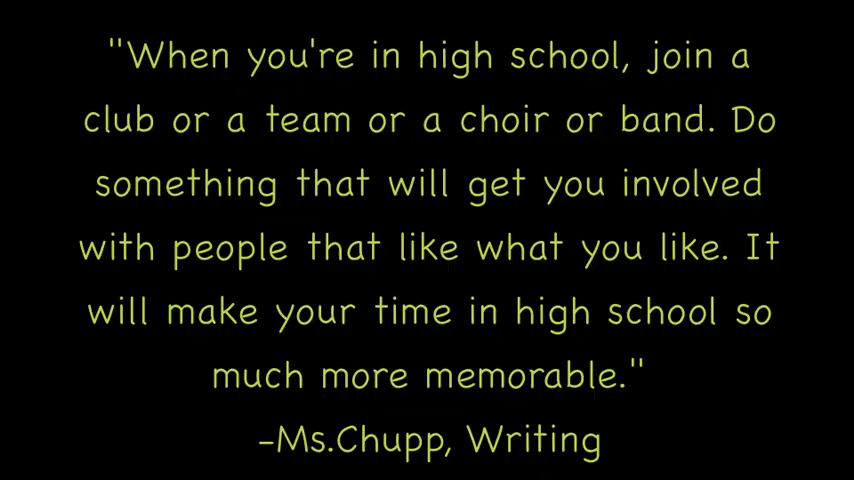 "When you're in high school, join a
club or a team or a choir or band. Do
something that will get you involved
with people that like what you like. It
will make your time in high school so
much more memorable."
-Ms.Chupp, Writing